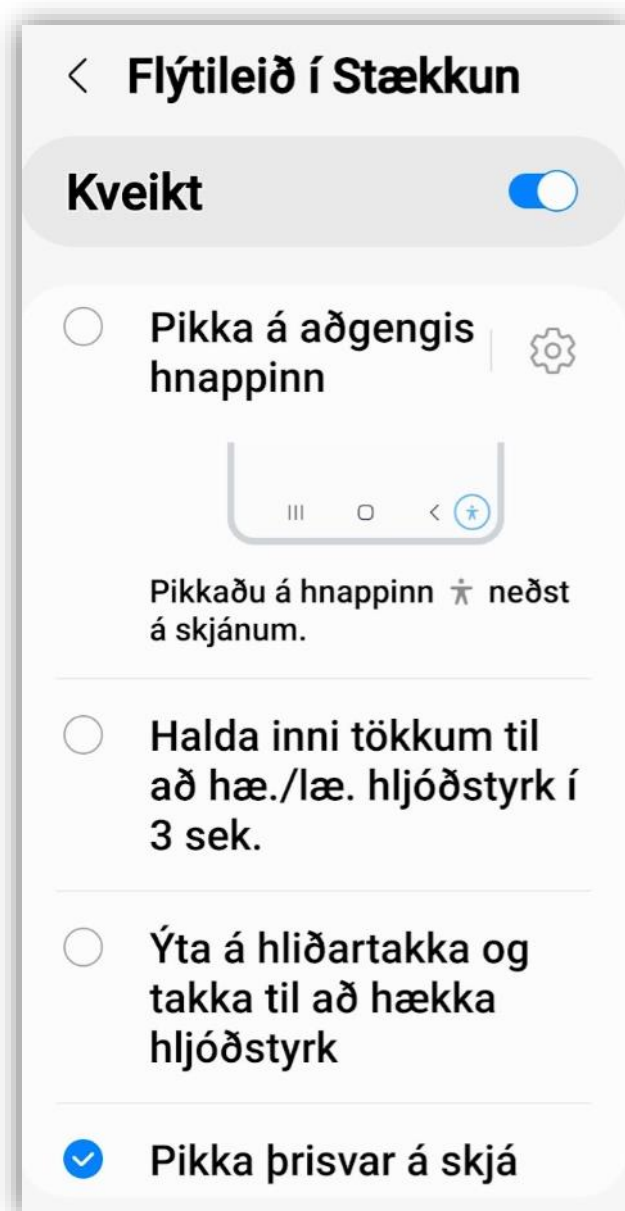 Flýtileið í Stækkun
Kveikt
Pikka á aðgengis
hnappinn
Pikkaðu á hnappinn neðst
á skjánum.
Halda inni tökkum til
að hæ./læ. hljóðstyrk í
3 sek.
Ýta á hliðartakka og
takka til að hækka
hljóðstyrk
Pikka þrisvar á skjá